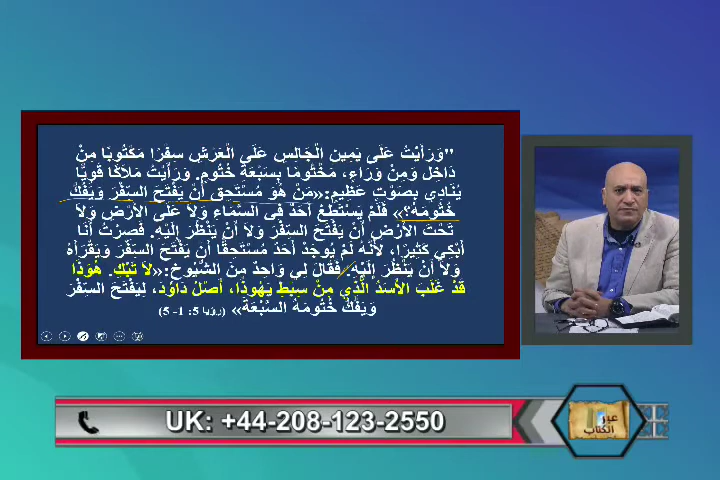 "وَرَأَيْتُ عَلَى يَمِينِ الْجَالِسِ عَلَى الْعَرْشِ سِفْرًا مَكْتُوبًا مِنْ
دَاخِل وَمِنْ وَرَاءٍ، مَخْتُومًا بِسَبْعَةِ خُتُومٍ. وَرَأَيْتُ مَلاَكًا قَوِيًّا
يُنَادِي بِصَوْتٍ عَظِيمٍ:«مَنْ هُوَ مُسْتَحِق أَنْ يَفْتَحَ السِّفْرَ وَيَفُكَّ
خُتُومَهُ؟» فَلَمْ يَسْتَطِعْ أَحَدٌ فِي السَّمَاءِ وَلاَ عَلَى الأَرْضِ وَلاَ
تَحْتَ الأَرْضِ أَنْ يَفْتَحَ السِّفْرَ وَلاَ أَنْ يَنْظُرَ إِلَيْهِ. فَصِرْتُ أَنَا
أَبْكِي كَثِيرًا، لأَنَّهُ لَمْ يُوجَدْ أَحَدٌ مُسْتَحِقًّا أَنْ يَفْتَحَ السِّفْرَ وَيَقْرَأَهُ
وَلاَ أَنْ يَنْظُرَ إِلَيْهِ. فَقَالَ لِي وَاحِدٌ مِنَ الشُّيُوخِ:«لاَ تَبْكِ. هُوَذَا
قَدْ غَلَبَ الأَسَدُ الَّذِي مِنْ سِبْطِ يَهُوذَا، أَصْلُ دَاوُدَ، لِيَفْتَحَ السِّفْرَ
وَيَفُكَّ خُتُومَهُ السَّبْعَةَ» (رؤيا 5: 1- 5)
UK: +44-208-123-2550
عبر الكتاب